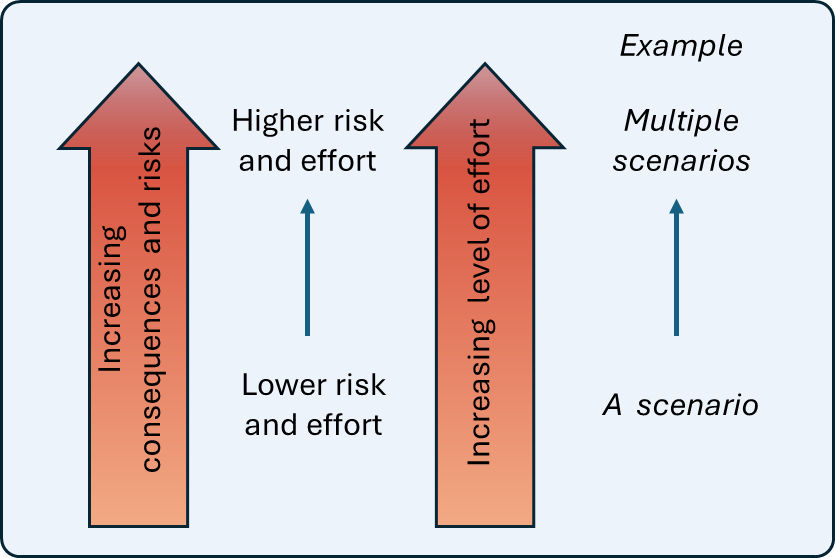 Increasing
consequences and risks
Higher risk
and effort
Lower risk
and effort
Increasing level of effort
Example
Multiple
scenarios
A scenario